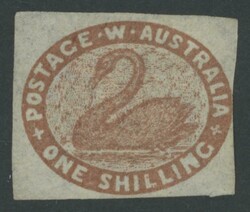 POSTAGE · W · AUSTRALIA
ONE SHILLING